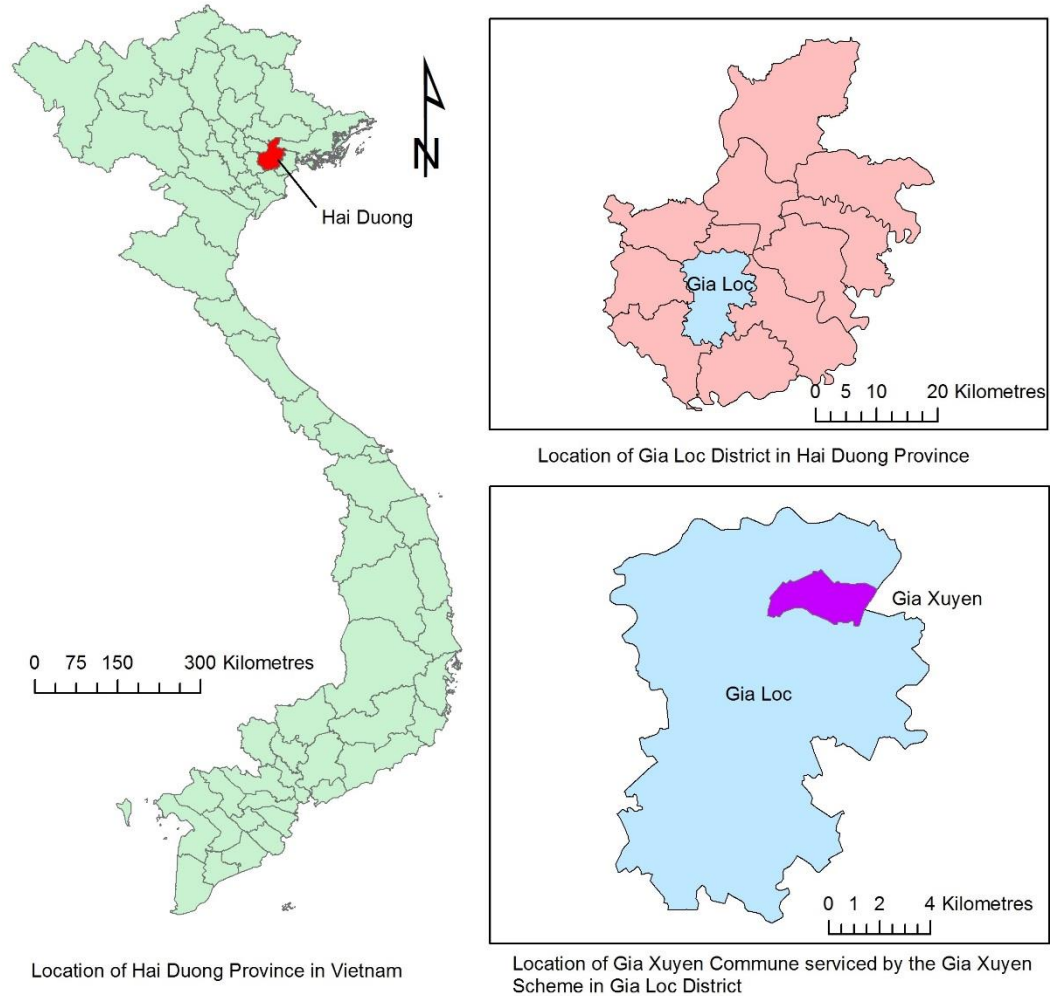 N
Hai Duong
0 75 150 300 Kilometres
Location of Hai Duong Province in Vietnam
Gia Loc
0 5 10 20 Kilometres
Location of Gia Loc District in Hai Duong Province
Gia Xuyen
Gia Loc
0 1 2 4 Kilometres
Location of Gia Xuyen Commune serviced by the Gia Xuyen
Scheme in Gia Loc District